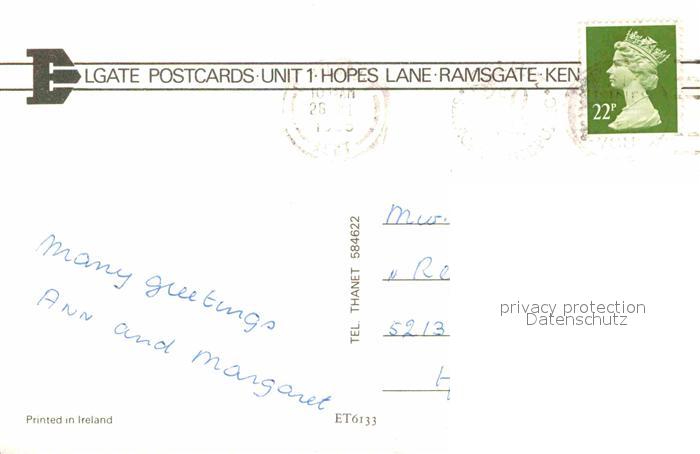 ELGATE POSTCARDS · UNIT 1 · HOPES LANE · RAMSGATE · KEN
22P
Many greetings
Ann and Margaret
TEL. THANET 584622
5213
privacy protection
Datenschutz
Printed in Ireland
ET6133